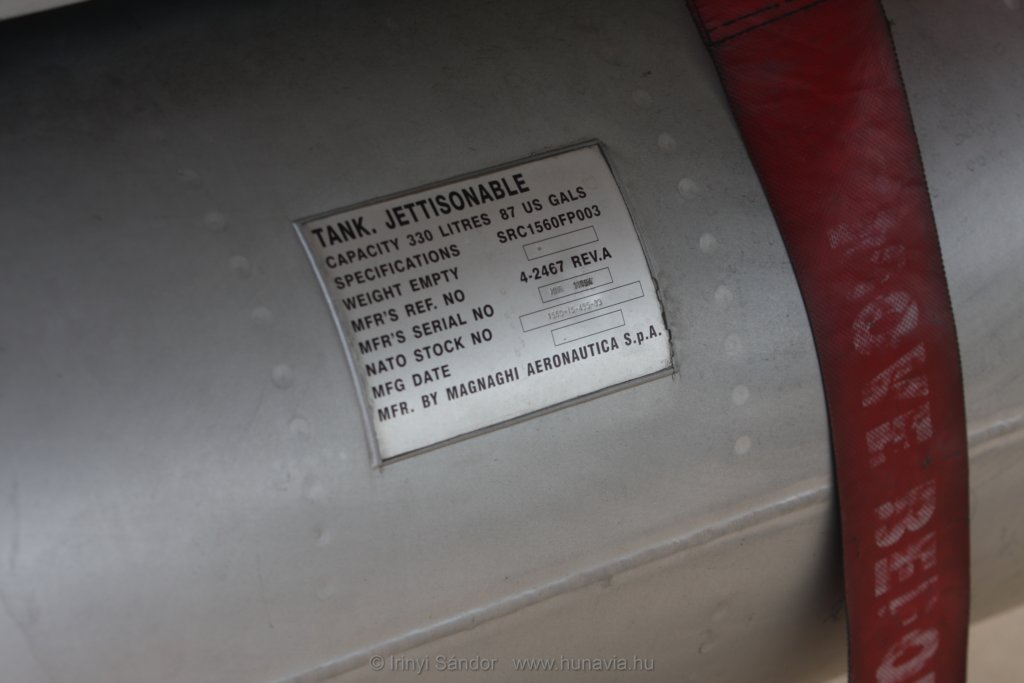 TANK. JETTISONABLE
CAPACITY 330 LITRES 87 US GALS
SPECIFICATIONS SRC1560FP003
WEIGHT EMPTY
MFR'S REF. NO 4-2467 REV.A
MFR'S SERIAL NO
NATO STOCK NO
MFG DATE
MFR. BY MAGNAGHI AERONAUTICA S.p.A.
© Irinyi Sándor www.hunavia.hu